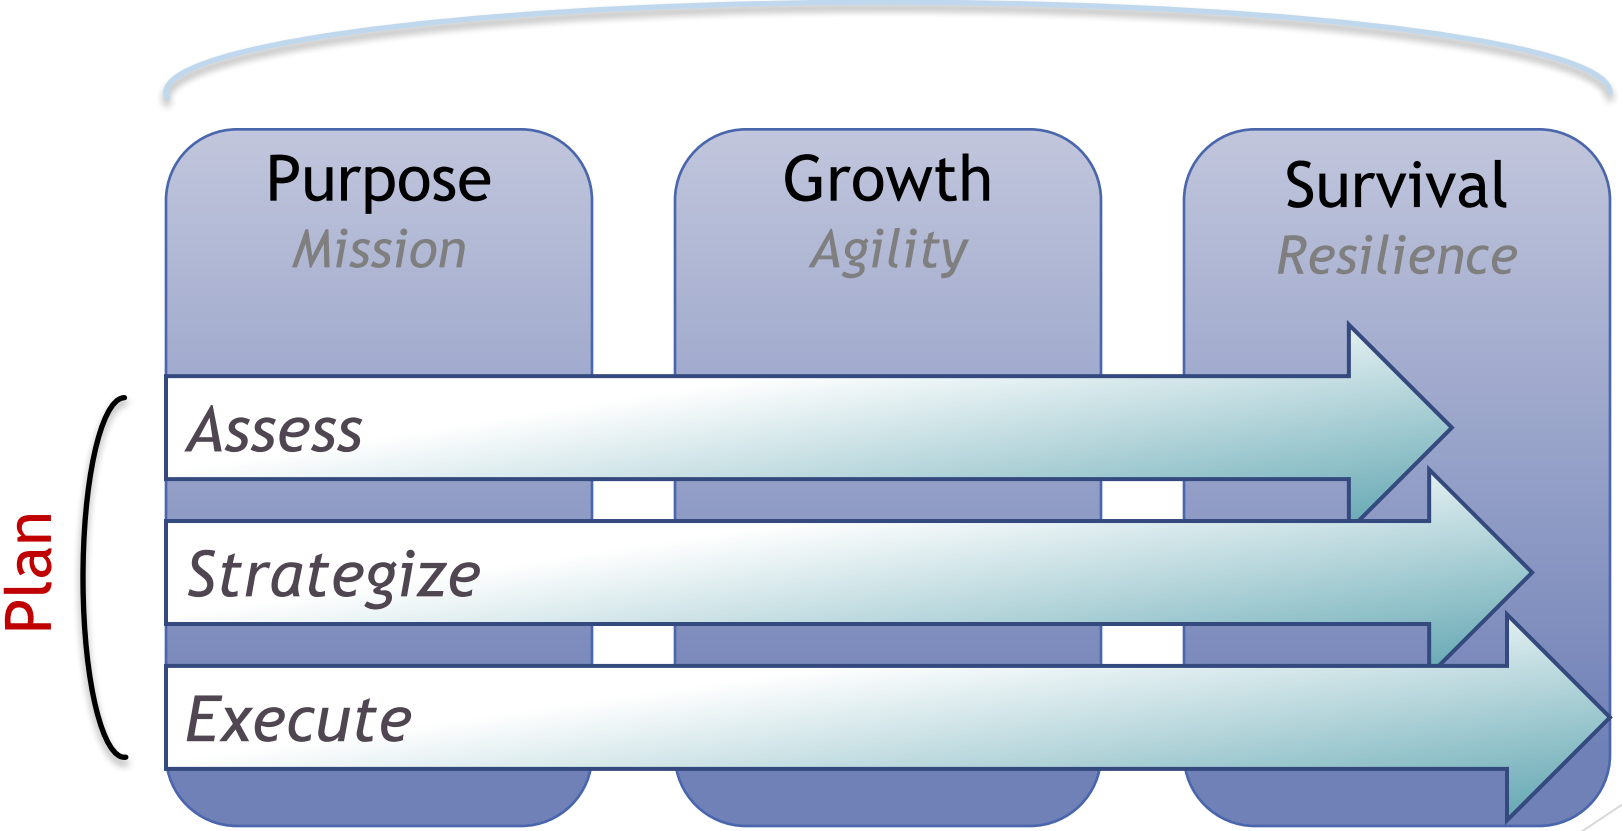 Purpose
Mission
Growth
Agility
Survival
Resilience
Plan
Assess
Strategize
Execute